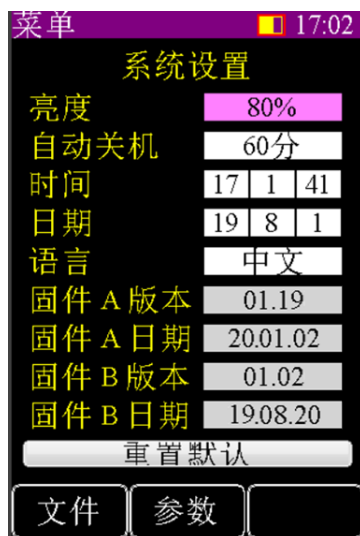 菜单 17:02
系统设置
亮度 80%
自动关机 60分
时间 17 1 41
日期 19 8 1
语言 中文
固件A版本 01.19
固件A日期 20.01.02
固件B版本 01.02
固件B日期 19.08.20
重置默认
文件 参数